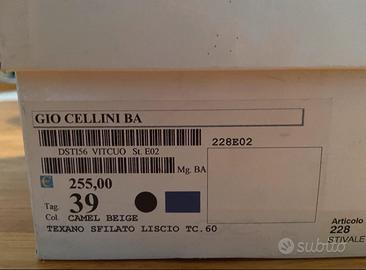 GIO CELLINI BA
DSTI56 VITCUO St. E02
228E02
Mg. BA
€ 255,00
Tag. 39
Col. CAMEL BEIGE
TEXANO SFILATO LISCIO TC.60
Articolo
228
STIVALE
subito